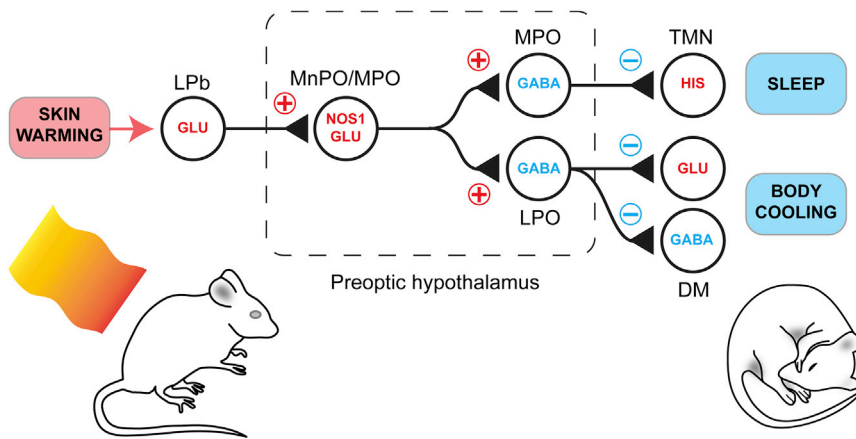 MPO
TMN
LPb
MnPO/MPO
SKIN
WARMING
GLU
NOS1
GLU
GABA
HIS
SLEEP
GABA
GLU
LPO
GABA
BODY
COOLING
DM
Preoptic hypothalamus